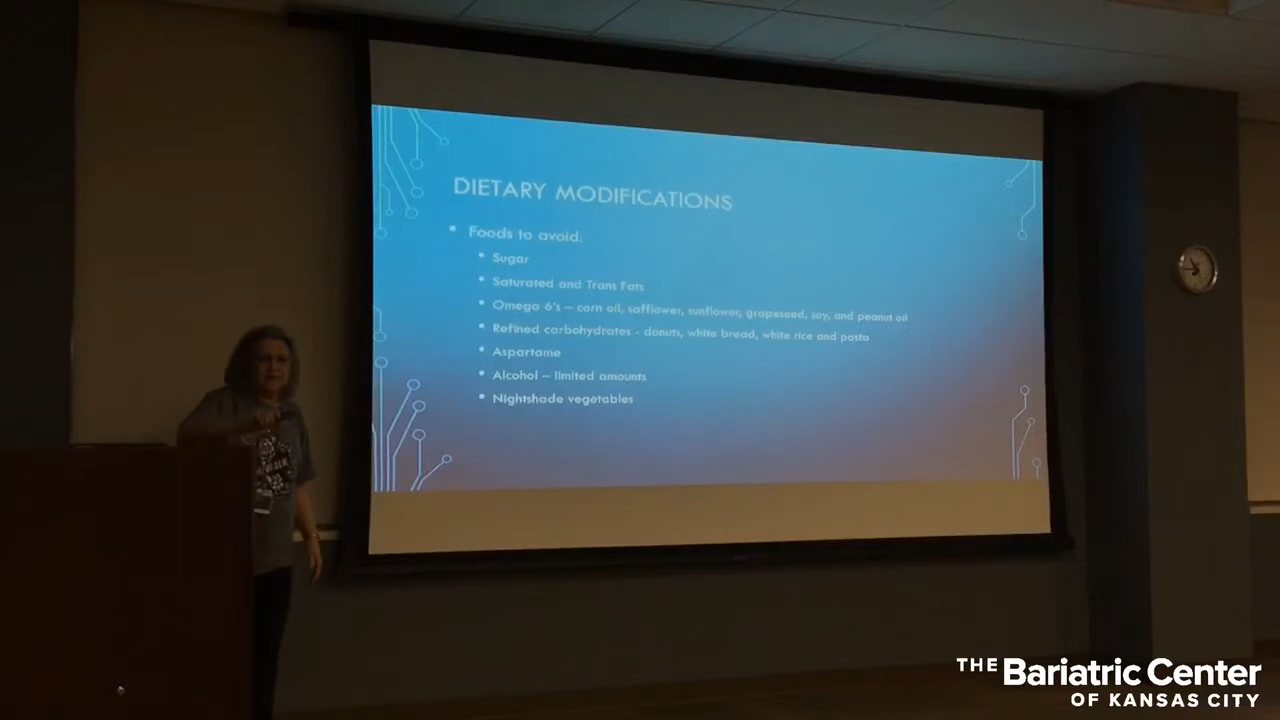 DIETARY MODIFICATIONS
• Foods to avoid:
• Sugar
• Saturated and Trans Fats
• Omega 6's – corn oil, safflower, sunflower, grapeseed, soy, and peanut oil
• Refined carbohydrates - donuts, white bread, white rice and pasta
• Aspartame
• Alcohol – limited amounts
• Nightshade vegetables
THE Bariatric Center
OF KANSAS CITY